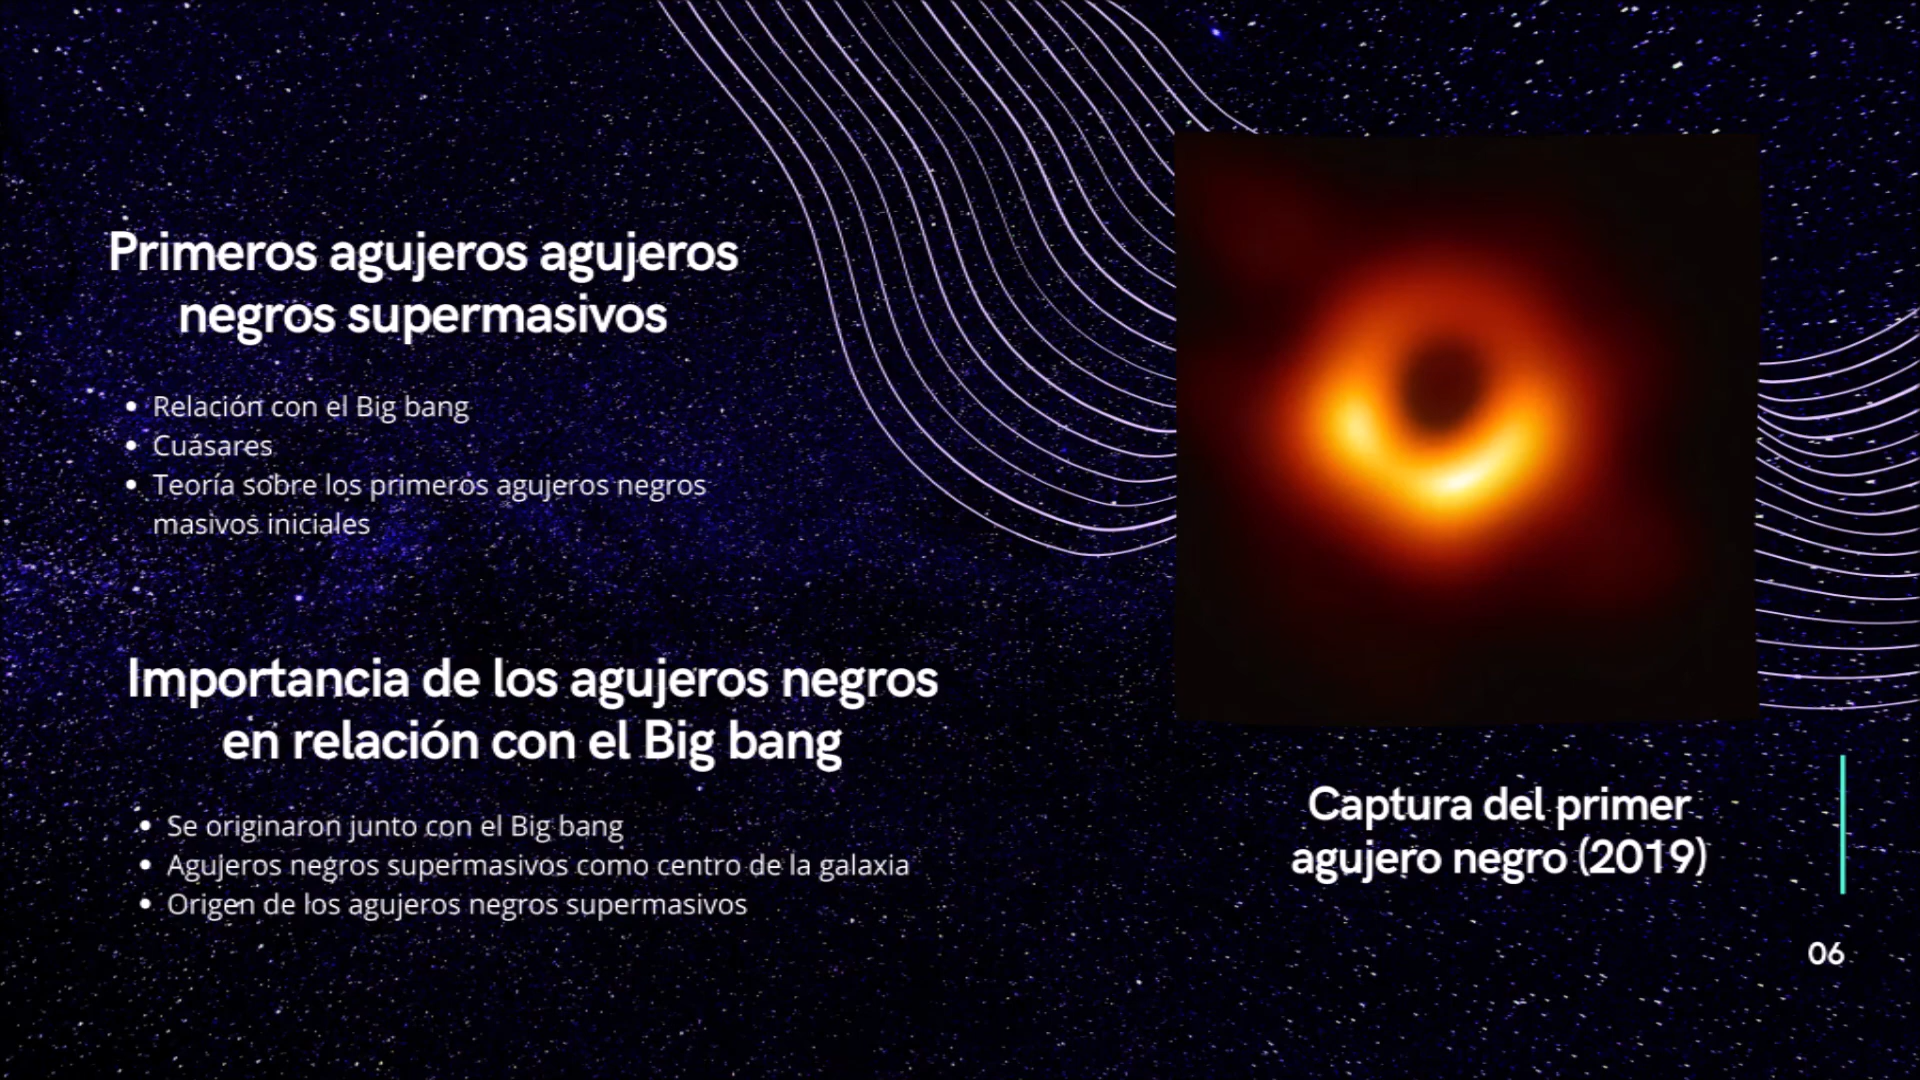 Primeros agujeros agujeros
negros supermasivos
• Relación con el Big bang
• Cuásares
• Teoría sobre los primeros agujeros negros
masivos iniciales
Importancia de los agujeros negros
en relación con el Big bang
• Se originaron junto con el Big bang
• Agujeros negros supermasivos como centro de la galaxia
• Origen de los agujeros negros supermasivos
Captura del primer
agujero negro (2019)
06